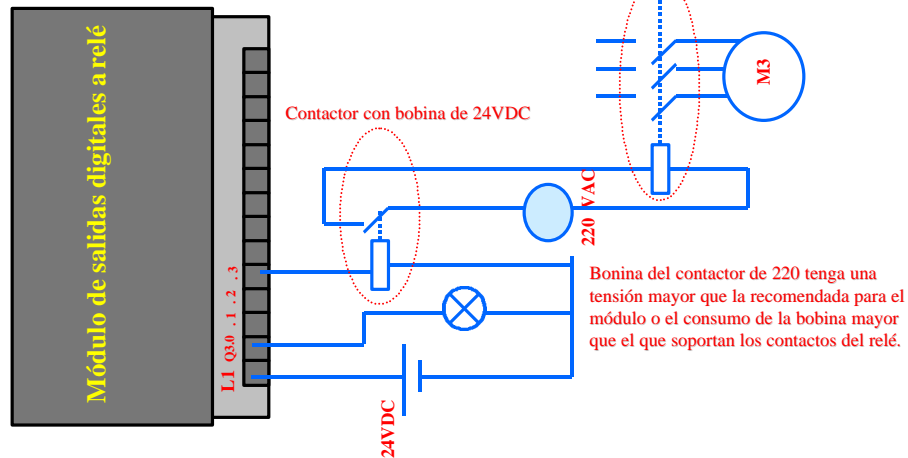 Módulo de salidas digitales a relé
L1 Q3.0 .1 .2 .3
Contactor con bobina de 24VDC
M3
220 VAC
24VDC
Bonina del contactor de 220 tenga una
tensión mayor que la recomendada para el
módulo o el consumo de la bobina mayor
que el que soportan los contactos del relé.